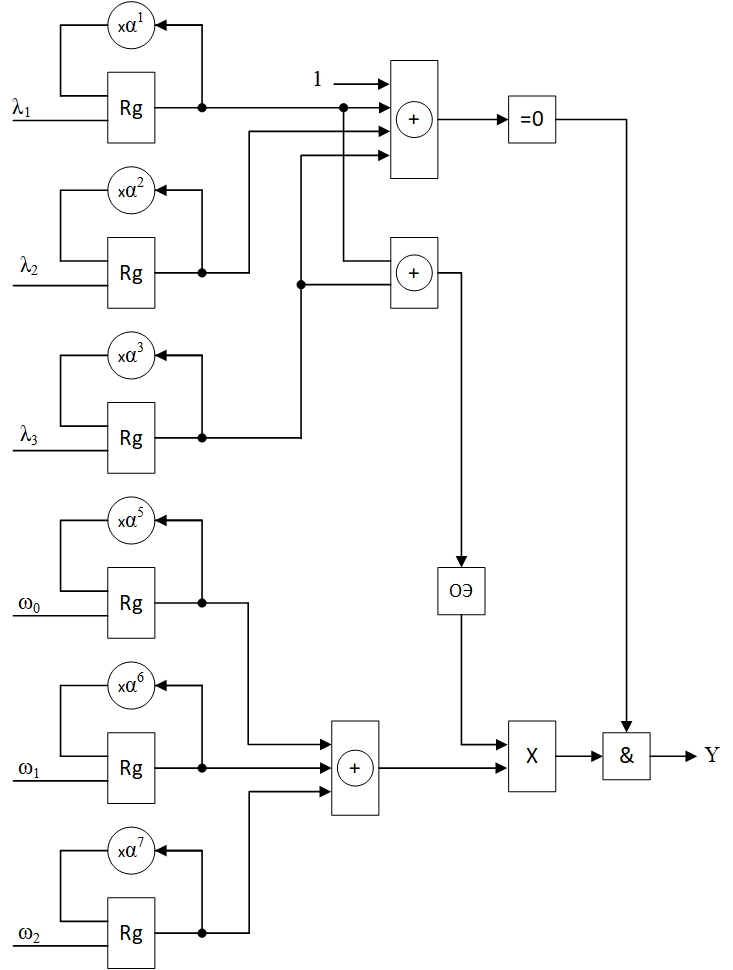 xα¹
λ₁
Rg
1
+
=0
xα²
λ₂
Rg
+
xα³
λ₃
Rg
xα⁵
ω₀
Rg
ОЭ
xα⁶
ω₁
Rg
+
X
&
Y
xα⁷
ω₂
Rg